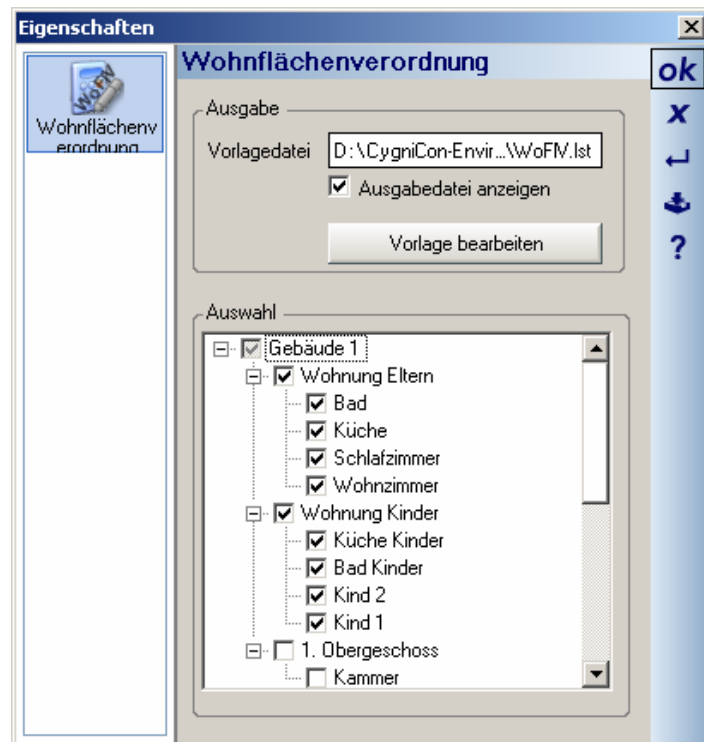 Eigenschaften
WoFlV
Wohnflächenv
erordnung
Wohnflächenverordnung
ok
x
?
Ausgabe
Vorlagedatei
D:\CygniCon-Envir...\WoFlV.lst
Ausgabedatei anzeigen
Vorlage bearbeiten
Auswahl
Gebäude 1
Wohnung Eltern
Bad
Küche
Schlafzimmer
Wohnzimmer
Wohnung Kinder
Küche Kinder
Bad Kinder
Kind 2
Kind 1
1. Obergeschoss
Kammer